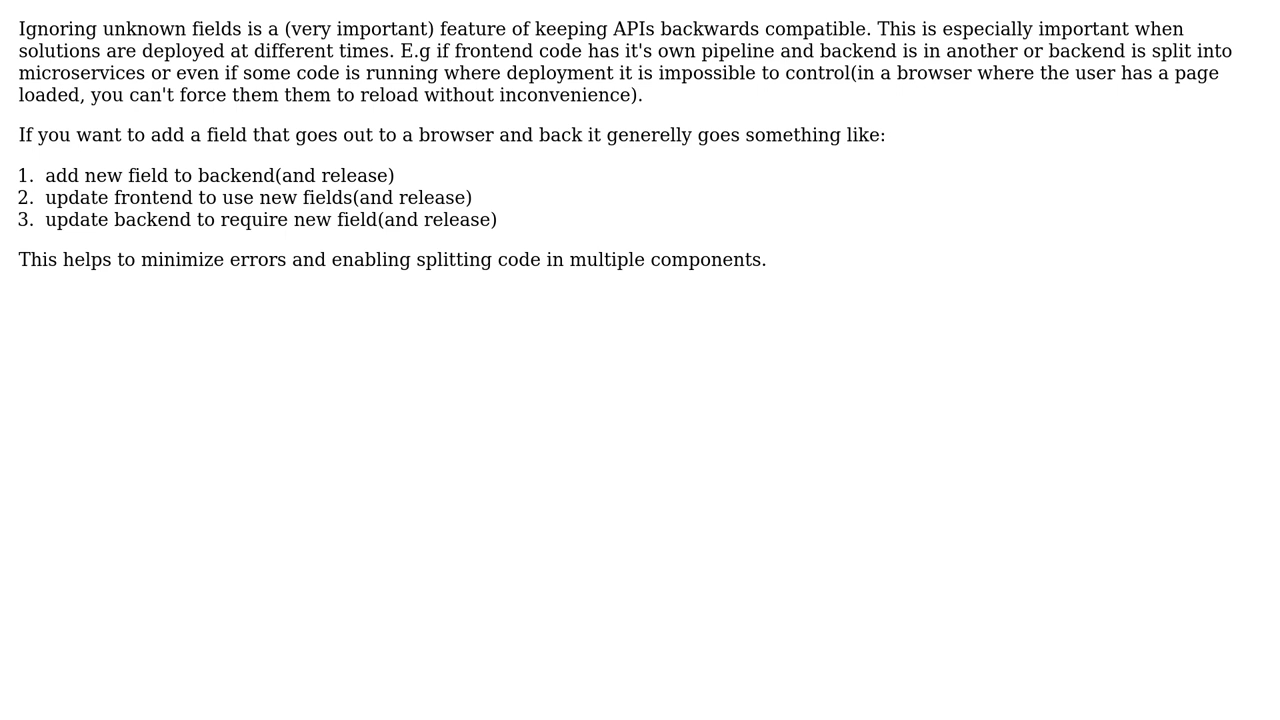 Ignoring unknown fields is a (very important) feature of keeping APIs backwards compatible. This is especially important when
solutions are deployed at different times. E.g if frontend code has it's own pipeline and backend is in another or backend is split into
microservices or even if some code is running where deployment it is impossible to control(in a browser where the user has a page
loaded, you can't force them them to reload without inconvenience).
If you want to add a field that goes out to a browser and back it generelly goes something like:
1. add new field to backend(and release)
2. update frontend to use new fields(and release)
3. update backend to require new field(and release)
This helps to minimize errors and enabling splitting code in multiple components.